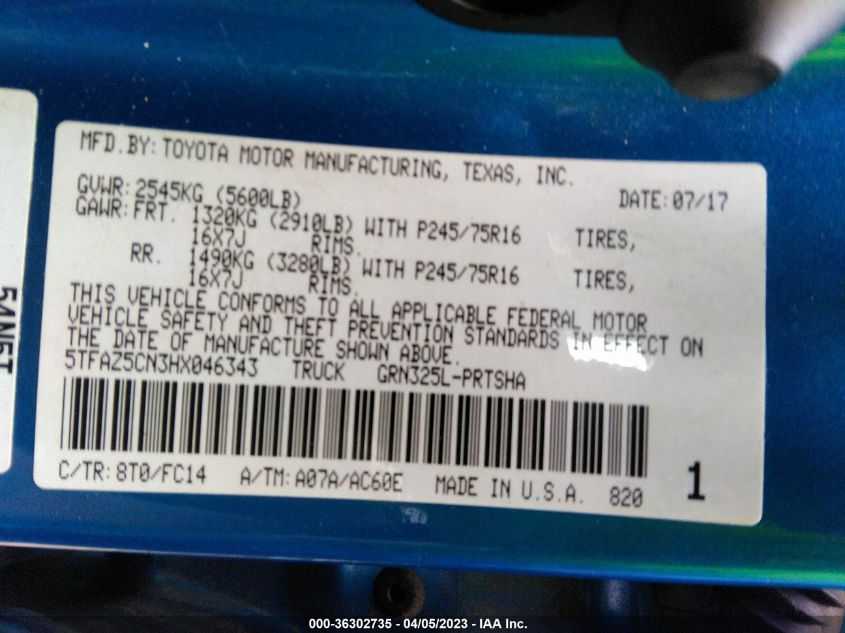 MFD.BY: TOYOTA MOTOR MANUFACTURING, TEXAS, INC.
GVWR: 2545KG (5600LB) DATE: 07/17
GAWR: FRT. 1320KG (2910LB) WITH P245/75R16 TIRES,
16X7J RIMS.
RR. 1490KG (3280LB) WITH P245/75R16 TIRES,
16X7J RIMS.
THIS VEHICLE CONFORMS TO ALL APPLICABLE FEDERAL MOTOR
VEHICLE SAFETY AND THEFT PREVENTION STANDARDS IN EFFECT ON
THE DATE OF MANUFACTURE SHOWN ABOVE.
5TFAZ5CN3HX046343 TRUCK GRN325L-PRTSHA
C/TR: 8T0/FC14 A/TM: A07A/AC60E MADE IN U.S.A. 820 1
000-36302735 - 04/05/2023 - IAA Inc.